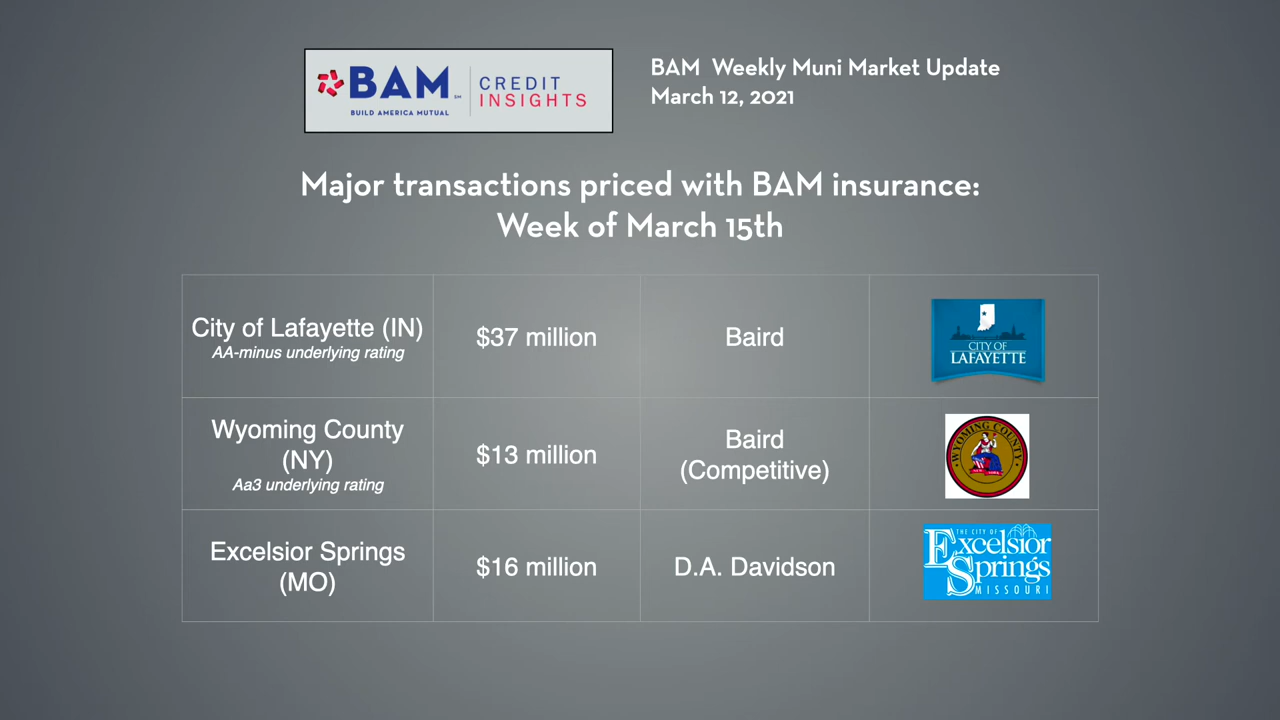 BAM SM
BUILD AMERICA MUTUAL
CREDIT
INSIGHTS
BAM Weekly Muni Market Update
March 12, 2021
Major transactions priced with BAM insurance:
Week of March 15th
City of Lafayette (IN)
AA-minus underlying rating
$37 million
Baird
CITY OF
LAFAYETTE
Wyoming County
(NY)
Aa3 underlying rating
$13 million
Baird
(Competitive)
WYOMING COUNTY
NEW YORK
Excelsior Springs
(MO)
$16 million
D.A. Davidson
THE CITY OF
Excelsior
Springs
MISSOURI